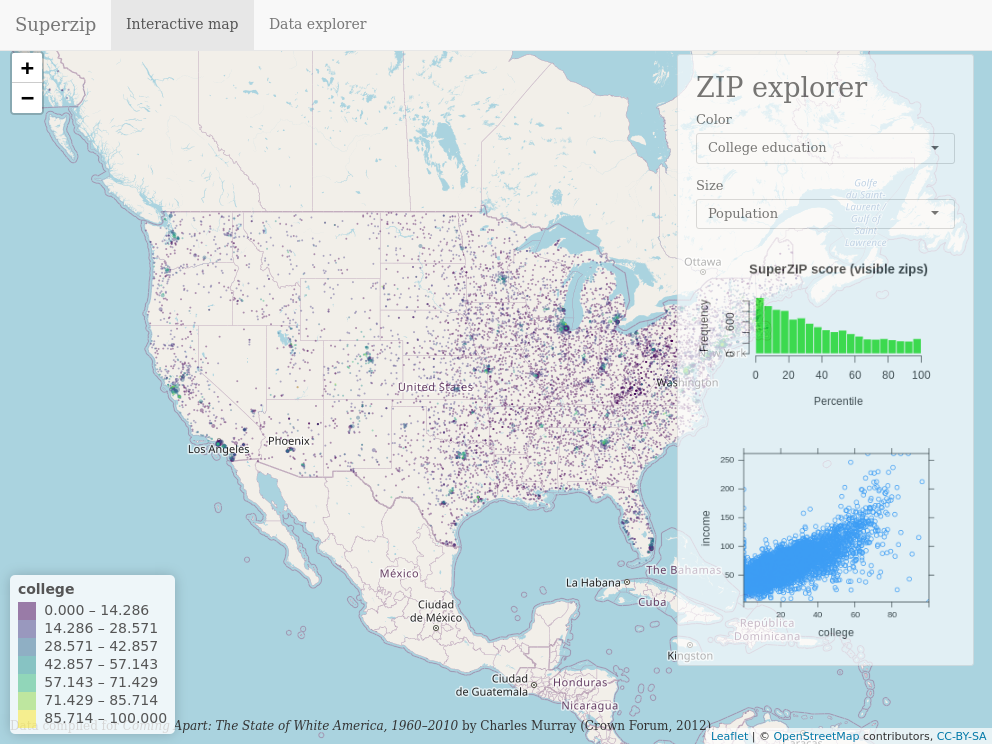 Superzip
Interactive map
Data explorer
+
−
ZIP explorer
Color
College education
Size
Population
Golfe
du Saint
Laurent
Gulf of
Saint
Lawrence
Ottawa
SuperZIP score (visible zips)
Frequency
0 600
0 20 40 60 80 100
Percentile
United States
Washington
Los Angeles
Phoenix
250
200
150
100
50
income
20 40 60 80
college
México
Ciudad
de México
La Habana
The Bahamas
Cuba
República
Dominicana
Kingston
Ciudad
de Guatemala
Honduras
Nicaragua
college
0.000 – 14.286
14.286 – 28.571
28.571 – 42.857
42.857 – 57.143
57.143 – 71.429
71.429 – 85.714
85.714 – 100.000
Data compiled for Coming Apart: The State of White America, 1960–2010 by Charles Murray (Crown Forum, 2012).
Leaflet | © OpenStreetMap contributors, CC-BY-SA